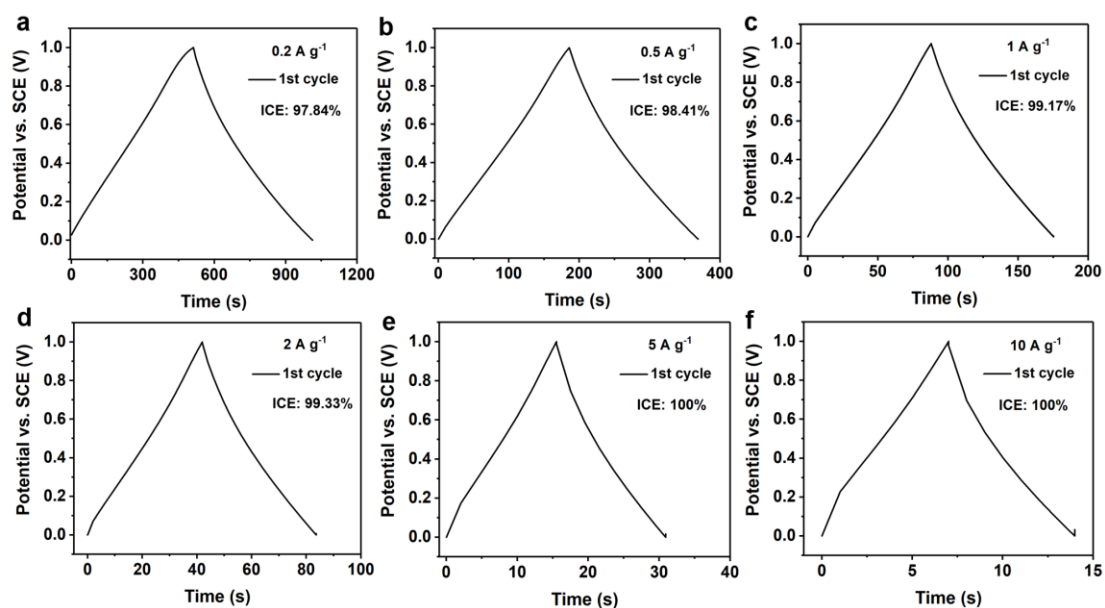 a
0.2 A g⁻¹
1st cycle
ICE: 97.84%
Potential vs. SCE (V)
1.0
0.8
0.6
0.4
0.2
0.0
0 300 600 900 1200
Time (s)
b
0.5 A g⁻¹
1st cycle
ICE: 98.41%
Potential vs. SCE (V)
1.0
0.8
0.6
0.4
0.2
0.0
0 100 200 300 400
Time (s)
c
1 A g⁻¹
1st cycle
ICE: 99.17%
Potential vs. SCE (V)
1.0
0.8
0.6
0.4
0.2
0.0
0 50 100 150 200
Time (s)
d
2 A g⁻¹
1st cycle
ICE: 99.33%
Potential vs. SCE (V)
1.0
0.8
0.6
0.4
0.2
0.0
0 20 40 60 80 100
Time (s)
e
5 A g⁻¹
1st cycle
ICE: 100%
Potential vs. SCE (V)
1.0
0.8
0.6
0.4
0.2
0.0
0 10 20 30 40
Time (s)
f
10 A g⁻¹
1st cycle
ICE: 100%
Potential vs. SCE (V)
1.0
0.8
0.6
0.4
0.2
0.0
0 5 10 15
Time (s)